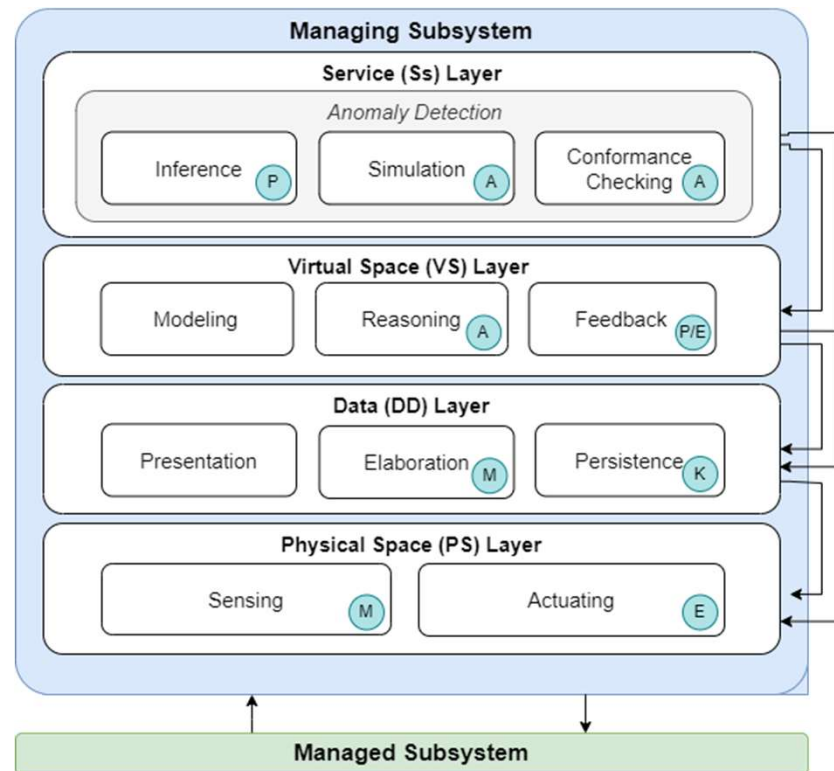 Managing Subsystem
Service (Ss) Layer
Anomaly Detection
Inference
P
Simulation
A
Conformance
Checking
A
Virtual Space (VS) Layer
Modeling
Reasoning
A
Feedback
P/E
Data (DD) Layer
Presentation
Elaboration
M
Persistence
K
Physical Space (PS) Layer
Sensing
M
Actuating
E
Managed Subsystem